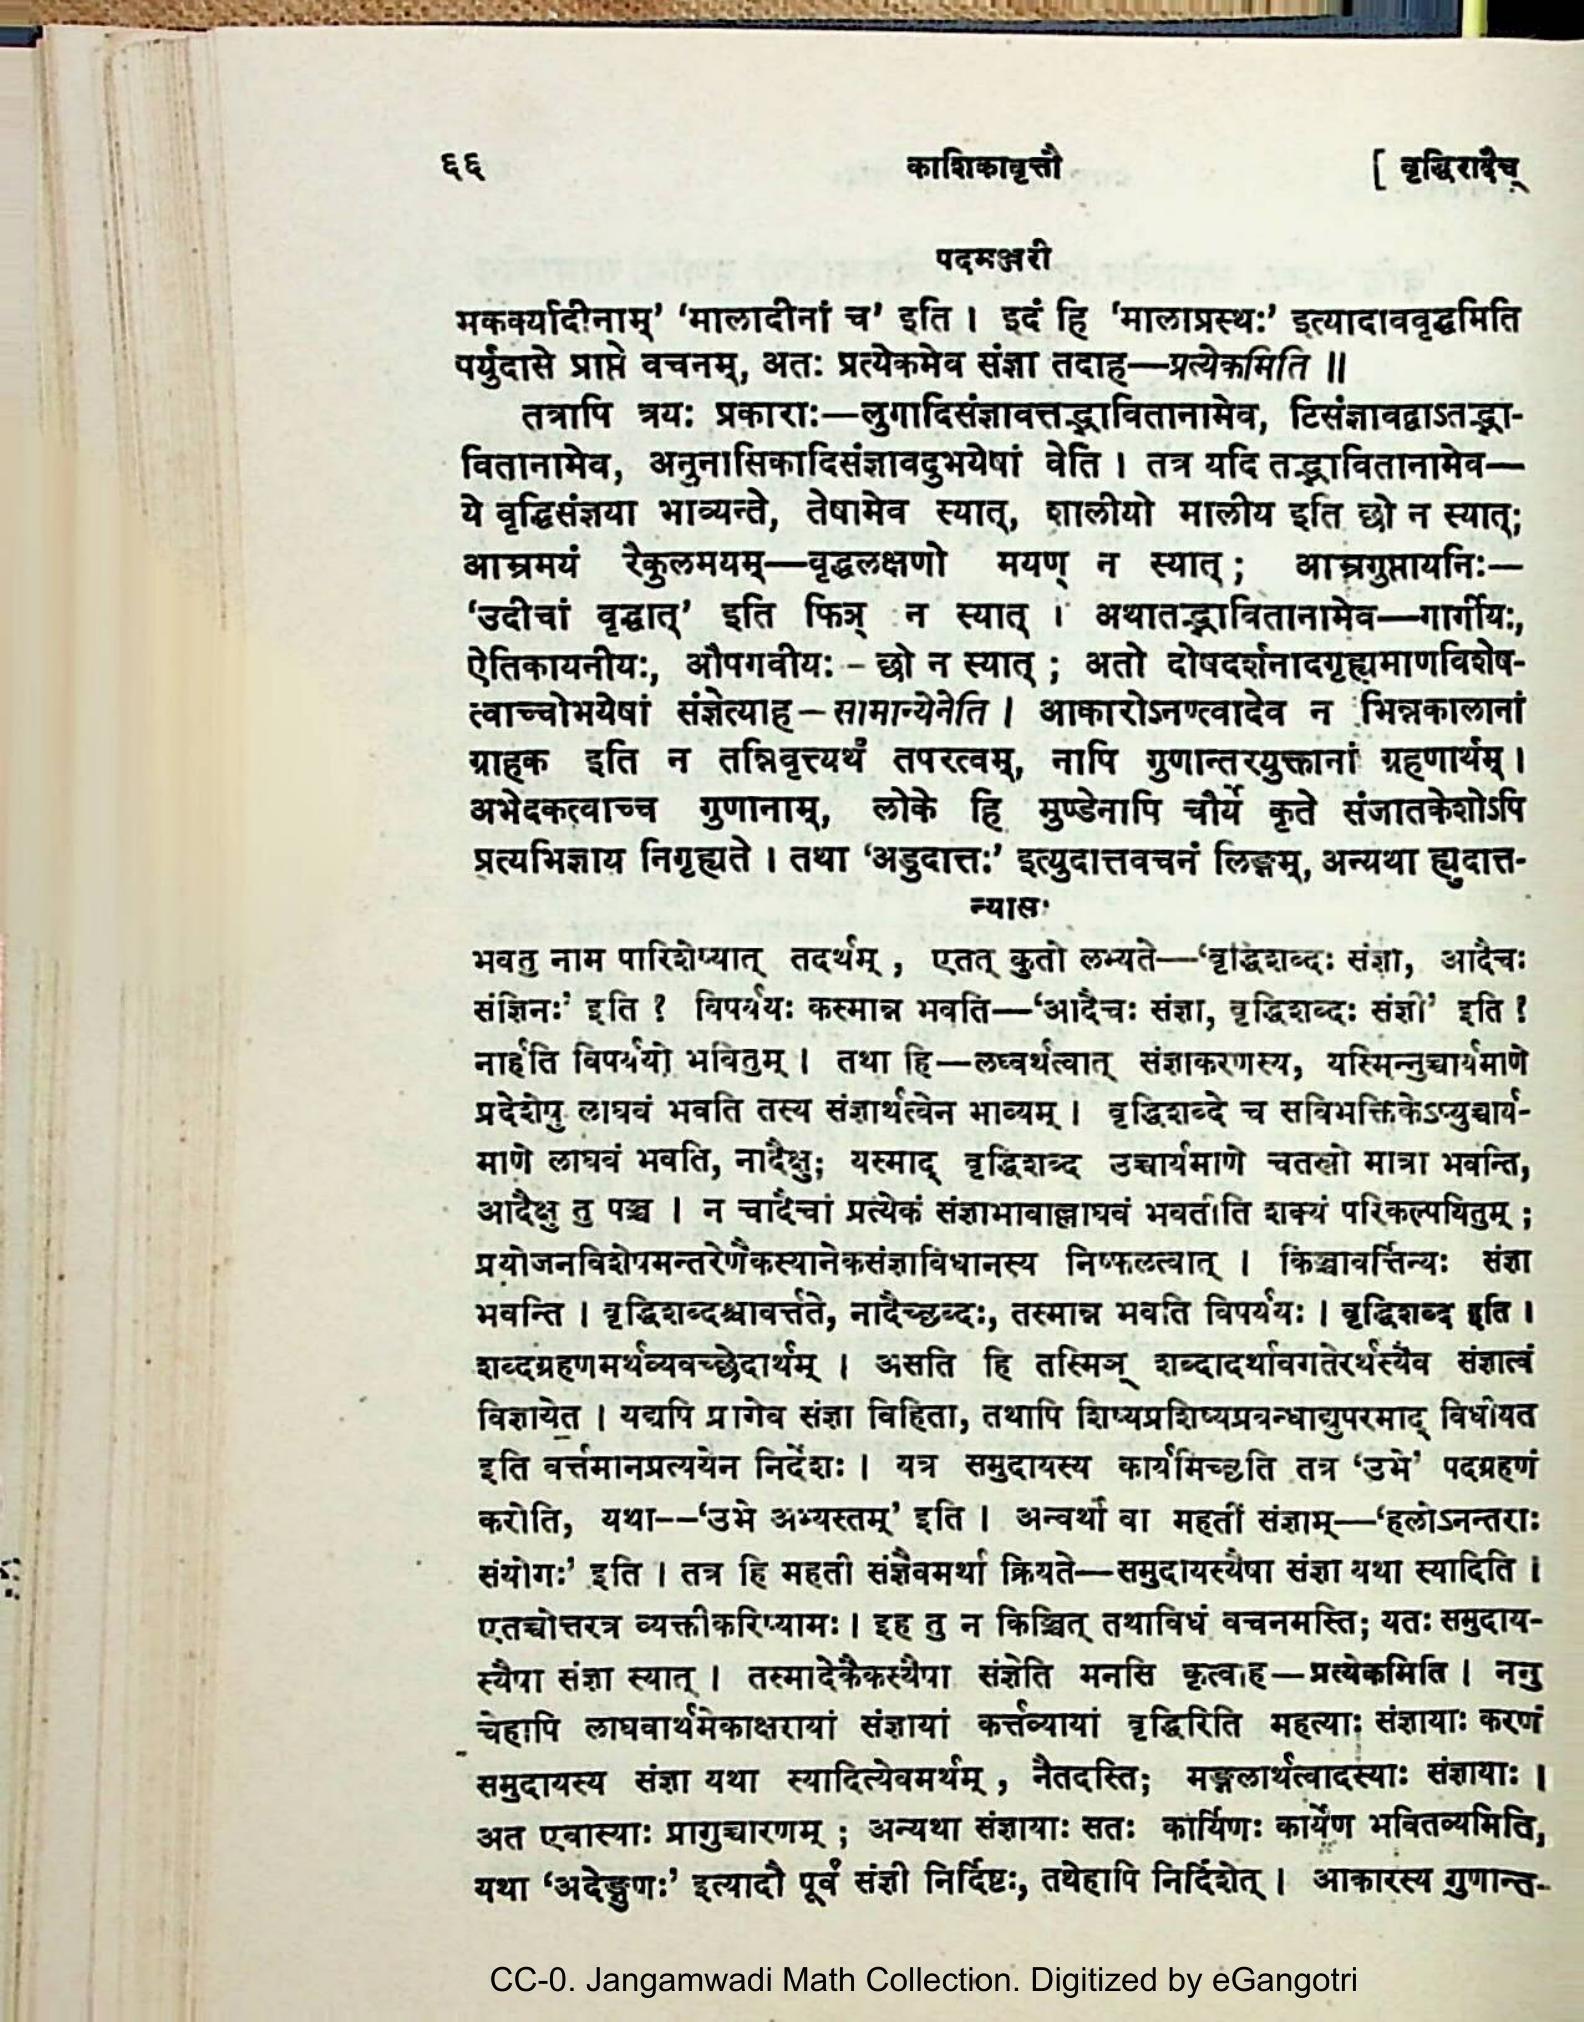 ६६ काशिकावृत्तौ [ वृद्धिरादैच्
पदमञ्जरी
मकर्क्यादीनाम्’ ‘मालादीनां च’ इति । इदं हि ‘मालाप्रस्थः’ इत्यादाववृद्धमिति
पर्युदासे प्राप्ते वचनम्, अतः प्रत्येकमेव संज्ञा तदाह—प्रत्येकमिति ॥
तत्रापि त्रयः प्रकाराः—लुगादिसंज्ञावत्तद्भावितानामेव, टिसंज्ञावद्वाऽतद्भा-
वितानामेव, अनुनासिकादिसंज्ञावदुभयेषां वेति । तत्र यदि तद्भावितानामेव—
ये वृद्धिसंज्ञया भाव्यन्ते, तेषामेव स्यात्, शालीयो मालीय इति छो न स्यात्;
आम्रमयं रैकुलमयम्—वृद्धलक्षणो मयण् न स्यात् ; आम्रगुप्तायनिः—
‘उदीचां वृद्धात्’ इति फिञ् न स्यात् । अथातद्भावितानामेव—गार्गीयः,
ऐतिकायनीयः, औपगवीयः – छो न स्यात् ; अतो दोषदर्शनादगृह्यमाणविशेष-
त्वाच्चोभयेषां संज्ञेत्याह – सामान्येनेति । आकारोऽनण्त्वादेव न भिन्नकालानां
ग्राहक इति न तन्निवृत्त्यर्थं तपरत्वम्, नापि गुणान्तरयुक्तानां ग्रहणार्थम् ।
अभेदकत्वाच्च गुणानाम्, लोके हि मुण्डेनापि चौर्ये कृते संजातकेशोऽपि
प्रत्यभिज्ञाय निगृह्यते । तथा ‘अडुदात्तः’ इत्युदात्तवचनं लिङ्गम्, अन्यथा ह्युदात्त-
न्यासः
भवतु नाम पारिशेष्यात् तदर्थम् , एतत् कुतो लभ्यते—‘वृद्धिशब्दः संज्ञा, आदैचः
संज्ञिनः’ इति ? विपर्ययः कस्मान्न भवति—‘आदैचः संज्ञा, वृद्धिशब्दः संज्ञी’ इति ?
नार्हति विपर्ययो भवितुम् । तथा हि—लघ्वर्थत्वात् संज्ञाकरणस्य, यस्मिन्नुच्चार्यमाणे
प्रदेशेषु लाघवं भवति तस्य संज्ञार्थत्वेन भाव्यम् । वृद्धिशब्दे च सविभक्तिकेऽप्युच्चार्य-
माणे लाघवं भवति, नादैक्षु; यस्माद् वृद्धिशब्द उच्चार्यमाणे चतस्रो मात्रा भवन्ति,
आदैक्षु तु पञ्च । न चादैचां प्रत्येकं संज्ञाभावाल्लाघवं भवतीति शक्यं परिकल्पयितुम् ;
प्रयोजनविशेषमन्तरेणैकस्यानेकसंज्ञाविधानस्य निष्फलत्वात् । किञ्चावर्त्तिन्यः संज्ञा
भवन्ति । वृद्धिशब्दश्चावर्त्तते, नादैच्छब्दः, तस्मान्न भवति विपर्ययः । वृद्धिशब्द इति ।
शब्दग्रहणमर्थव्यवच्छेदार्थम् । असति हि तस्मिञ् शब्दादर्थावगतेरर्थस्यैव संज्ञात्वं
विज्ञायेत । यद्यपि प्रागेव संज्ञा विहिता, तथापि शिष्यप्रशिष्यप्रबन्धाद्युपरमाद् विधीयत
इति वर्त्तमानप्रत्ययेन निर्देशः । यत्र समुदायस्य कार्यमिच्छति तत्र ‘उभे’ पदग्रहणं
करोति, यथा--‘उभे अभ्यस्तम्’ इति । अन्वर्थां वा महतीं संज्ञाम्—‘हलोऽनन्तराः
संयोगः’ इति । तत्र हि महती संज्ञैवमर्था क्रियते—समुदायस्यैषा संज्ञा यथा स्यादिति ।
एतच्चोत्तरत्र व्यक्तीकरिष्यामः । इह तु न किञ्चित् तथाविधं वचनमस्ति; यतः समुदाय-
स्यैषा संज्ञा स्यात् । तस्मादेकैकस्यैषा संज्ञेति मनसि कृत्वाह—प्रत्येकमिति । ननु
चेहापि लाघवार्थमेकाक्षरायां संज्ञायां कर्त्तव्यायां वृद्धिरिति महत्याः संज्ञायाः करणं
समुदायस्य संज्ञा यथा स्यादित्येवमर्थम् , नैतदस्ति; मङ्गलार्थत्वादस्याः संज्ञायाः ।
अत एवास्याः प्रागुच्चारणम् ; अन्यथा संज्ञायाः सतः कार्यिणः कार्येण भवितव्यमिति,
यथा ‘अदेङ्गुणः’ इत्यादौ पूर्वं संज्ञी निर्दिष्टः, तथेहापि निर्दिशेत् । आकारस्य गुणान्त-
CC-0. Jangamwadi Math Collection. Digitized by eGangotri